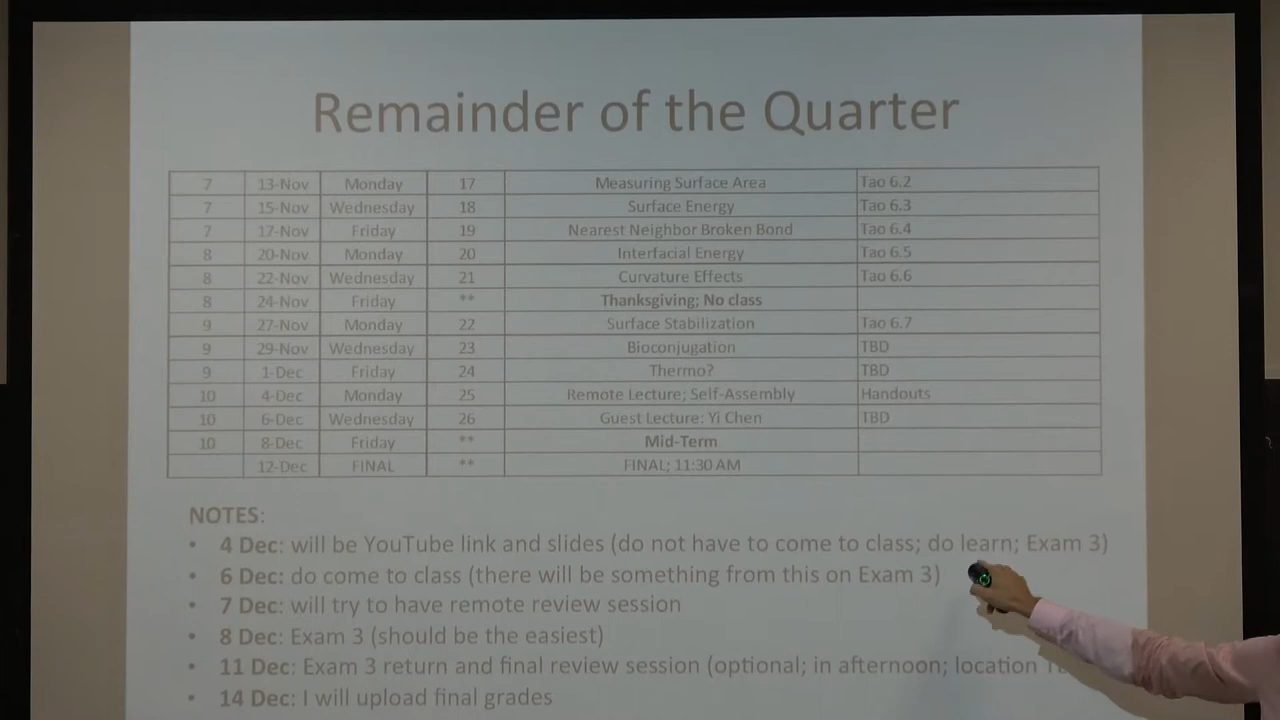 Remainder of the Quarter
7 13-Nov Monday 17 Measuring Surface Area Tao 6.2
7 15-Nov Wednesday 18 Surface Energy Tao 6.3
7 17-Nov Friday 19 Nearest Neighbor Broken Bond Tao 6.4
8 20-Nov Monday 20 Interfacial Energy Tao 6.5
8 22-Nov Wednesday 21 Curvature Effects Tao 6.6
8 24-Nov Friday ** Thanksgiving; No class
9 27-Nov Monday 22 Surface Stabilization Tao 6.7
9 29-Nov Wednesday 23 Bioconjugation TBD
9 1-Dec Friday 24 Thermo? TBD
10 4-Dec Monday 25 Remote Lecture; Self-Assembly Handouts
10 6-Dec Wednesday 26 Guest Lecture: Yi Chen TBD
10 8-Dec Friday ** Mid-Term
12-Dec FINAL ** FINAL; 11:30 AM
NOTES:
• 4 Dec: will be YouTube link and slides (do not have to come to class; do learn; Exam 3)
• 6 Dec: do come to class (there will be something from this on Exam 3)
• 7 Dec: will try to have remote review session
• 8 Dec: Exam 3 (should be the easiest)
• 11 Dec: Exam 3 return and final review session (optional; in afternoon; location
• 14 Dec: I will upload final grades